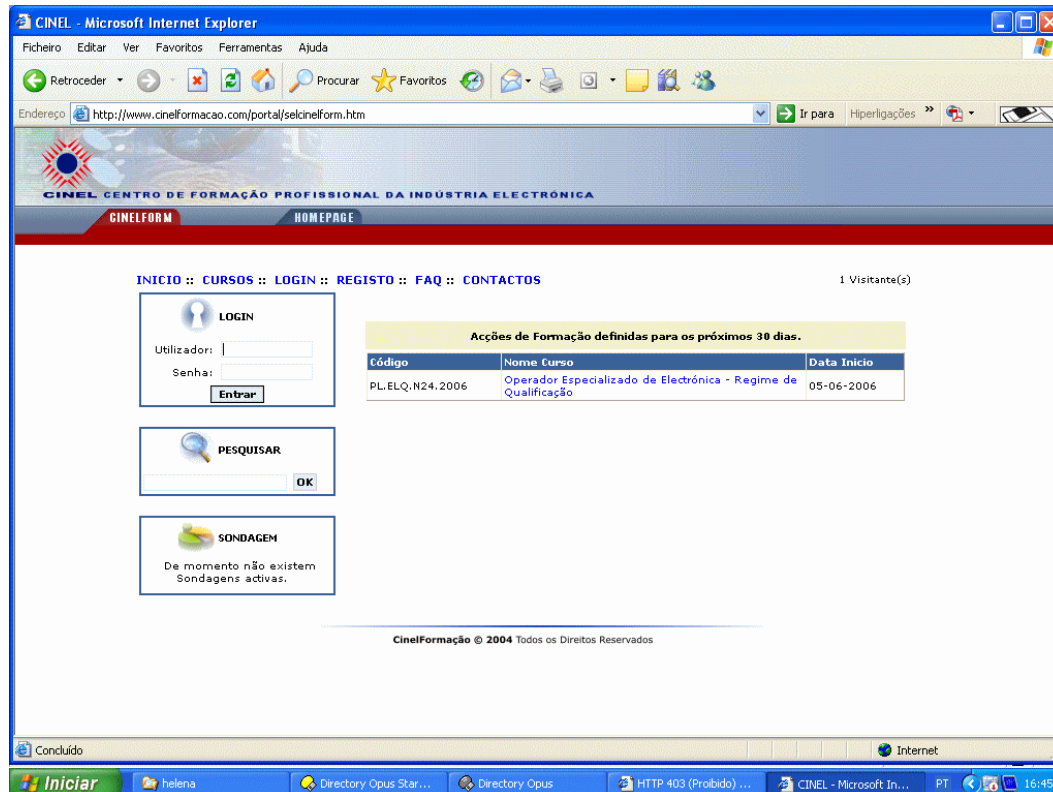 CINEL - Microsoft Internet Explorer
Ficheiro Editar Ver Favoritos Ferramentas Ajuda
Retroceder Procurar Favoritos
Endereço http://www.cinelformacao.com/portal/selcinelform.htm Ir para Hiperligações »
CINEL CENTRO DE FORMAÇÃO PROFISSIONAL DA INDÚSTRIA ELECTRÓNICA
CINELFORM HOMEPAGE
INICIO :: CURSOS :: LOGIN :: REGISTO :: FAQ :: CONTACTOS 1 Visitante(s)
LOGIN
Utilizador:
Senha:
Entrar
PESQUISAR
OK
SONDAGEM
De momento não existem
Sondagens activas.
Acções de Formação definidas para os próximos 30 dias.
Código Nome Curso Data Inicio
PL.ELQ.N24.2006 Operador Especializado de Electrónica - Regime de 05-06-2006
Qualificação
CinelFormação © 2004 Todos os Direitos Reservados
Concluído Internet
Iniciar helena Directory Opus Star... Directory Opus HTTP 403 (Proibido) ... CINEL - Microsoft In... PT 16:45